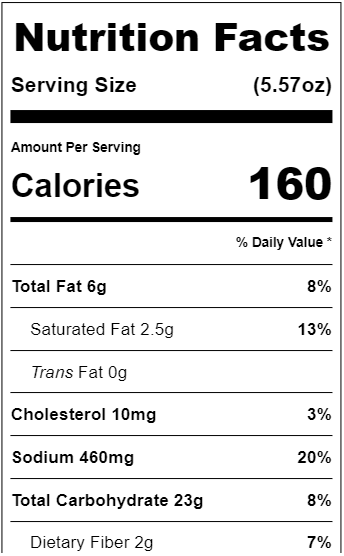 Nutrition Facts
Serving Size (5.57oz)
Amount Per Serving
Calories 160
% Daily Value *
Total Fat 6g 8%
Saturated Fat 2.5g 13%
Trans Fat 0g
Cholesterol 10mg 3%
Sodium 460mg 20%
Total Carbohydrate 23g 8%
Dietary Fiber 2g 7%